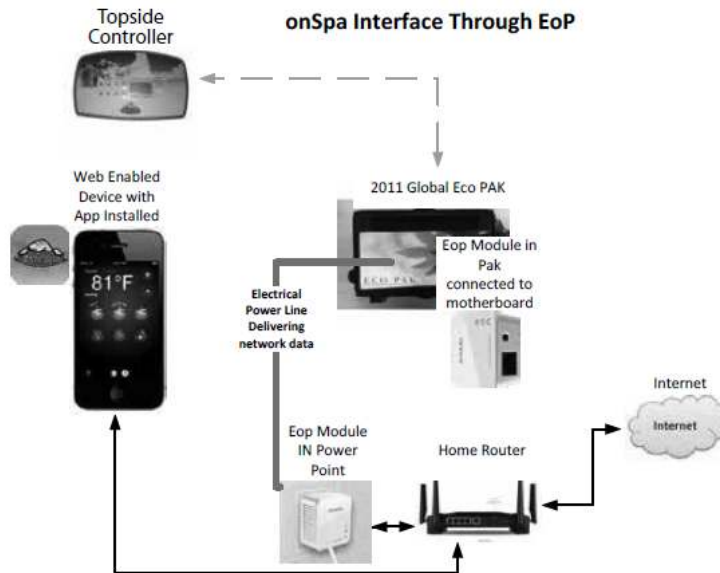 Topside
Controller
onSpa Interface Through EoP
Web Enabled
Device with
App Installed
2011 Global Eco PAK
81°F
ECO PAK
Eop Module in
Pak
connected to
motherboard
Electrical
Power Line
Delivering
network data
Internet
Internet
Eop Module
IN Power
Point
Home Router